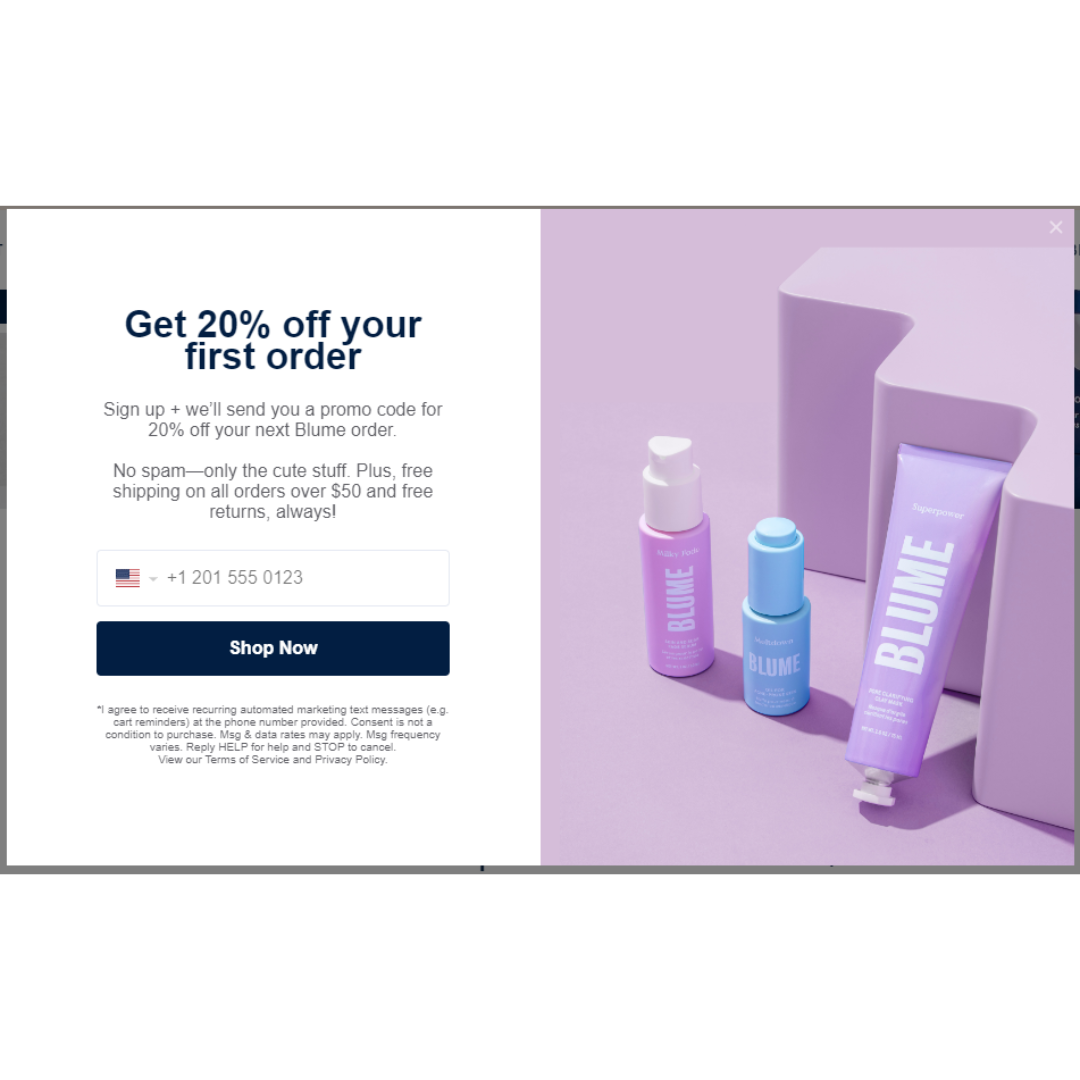 Get 20% off your
first order
Sign up + we’ll send you a promo code for
20% off your next Blume order.
No spam—only the cute stuff. Plus, free
shipping on all orders over $50 and free
returns, always!
+1 201 555 0123
Shop Now
*I agree to receive recurring automated marketing text messages (e.g.
cart reminders) at the phone number provided. Consent is not a
condition to purchase. Msg & data rates may apply. Msg frequency
varies. Reply HELP for help and STOP to cancel.
View our Terms of Service and Privacy Policy.
BLUME
Meltdown
BLUME
Superpower
BLUME